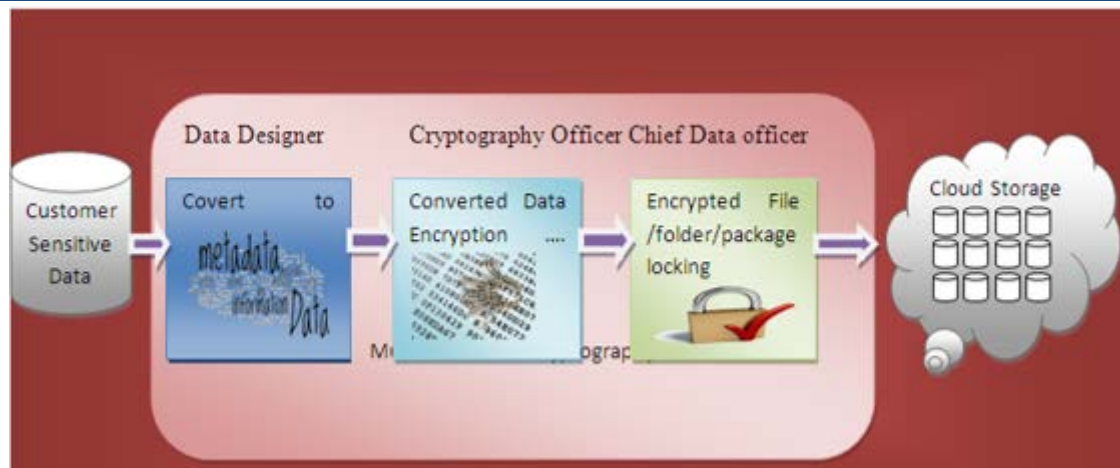 Data Designer
Cryptography Officer Chief Data officer
Customer
Sensitive
Data
Covert to
metadata
information
Data
Converted Data
Encryption ....
Encrypted File
/folder/package
locking
Cloud Storage